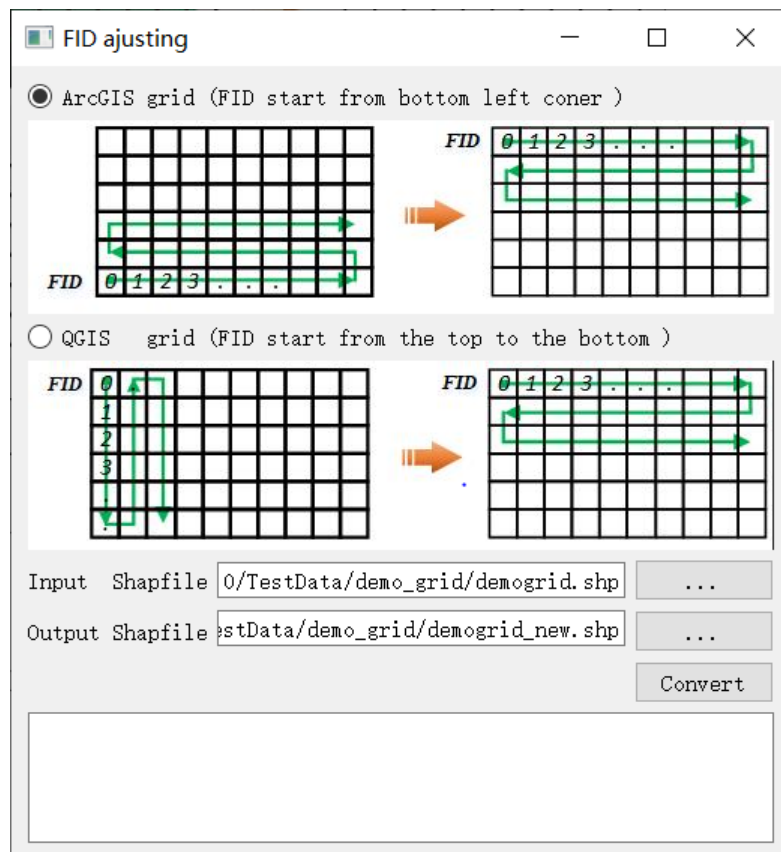 FID ajusting
ArcGIS grid (FID start from bottom left coner )
FID 0 1 2 3 . . .
FID 0 1 2 3 . . .
QGIS grid (FID start from the top to the bottom )
FID 0
1
2
3
.
.
FID 0 1 2 3 . . .
Input Shapfile 0/TestData/demo_grid/demogrid.shp ...
Output Shapfile estData/demo_grid/demogrid_new.shp ...
Convert